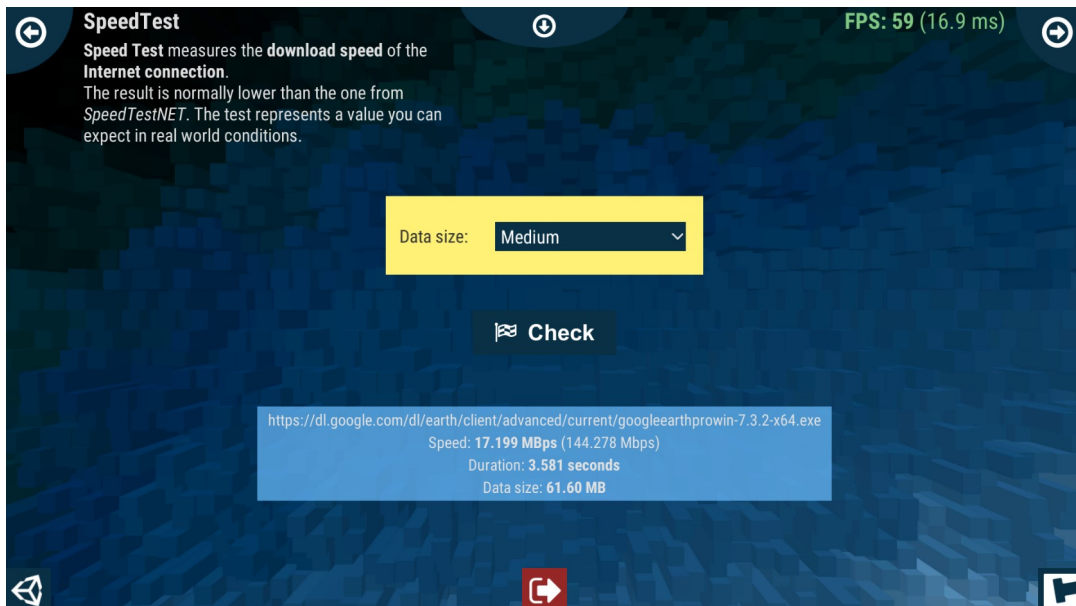 SpeedTest
FPS: 59 (16.9 ms)
Speed Test measures the download speed of the
Internet connection.
The result is normally lower than the one from
SpeedTestNET. The test represents a value you can
expect in real world conditions.
Data size: Medium
Check
https://dl.google.com/dl/earth/client/advanced/current/googleearthprowin-7.3.2-x64.exe
Speed: 17.199 MBps (144.278 Mbps)
Duration: 3.581 seconds
Data size: 61.60 MB